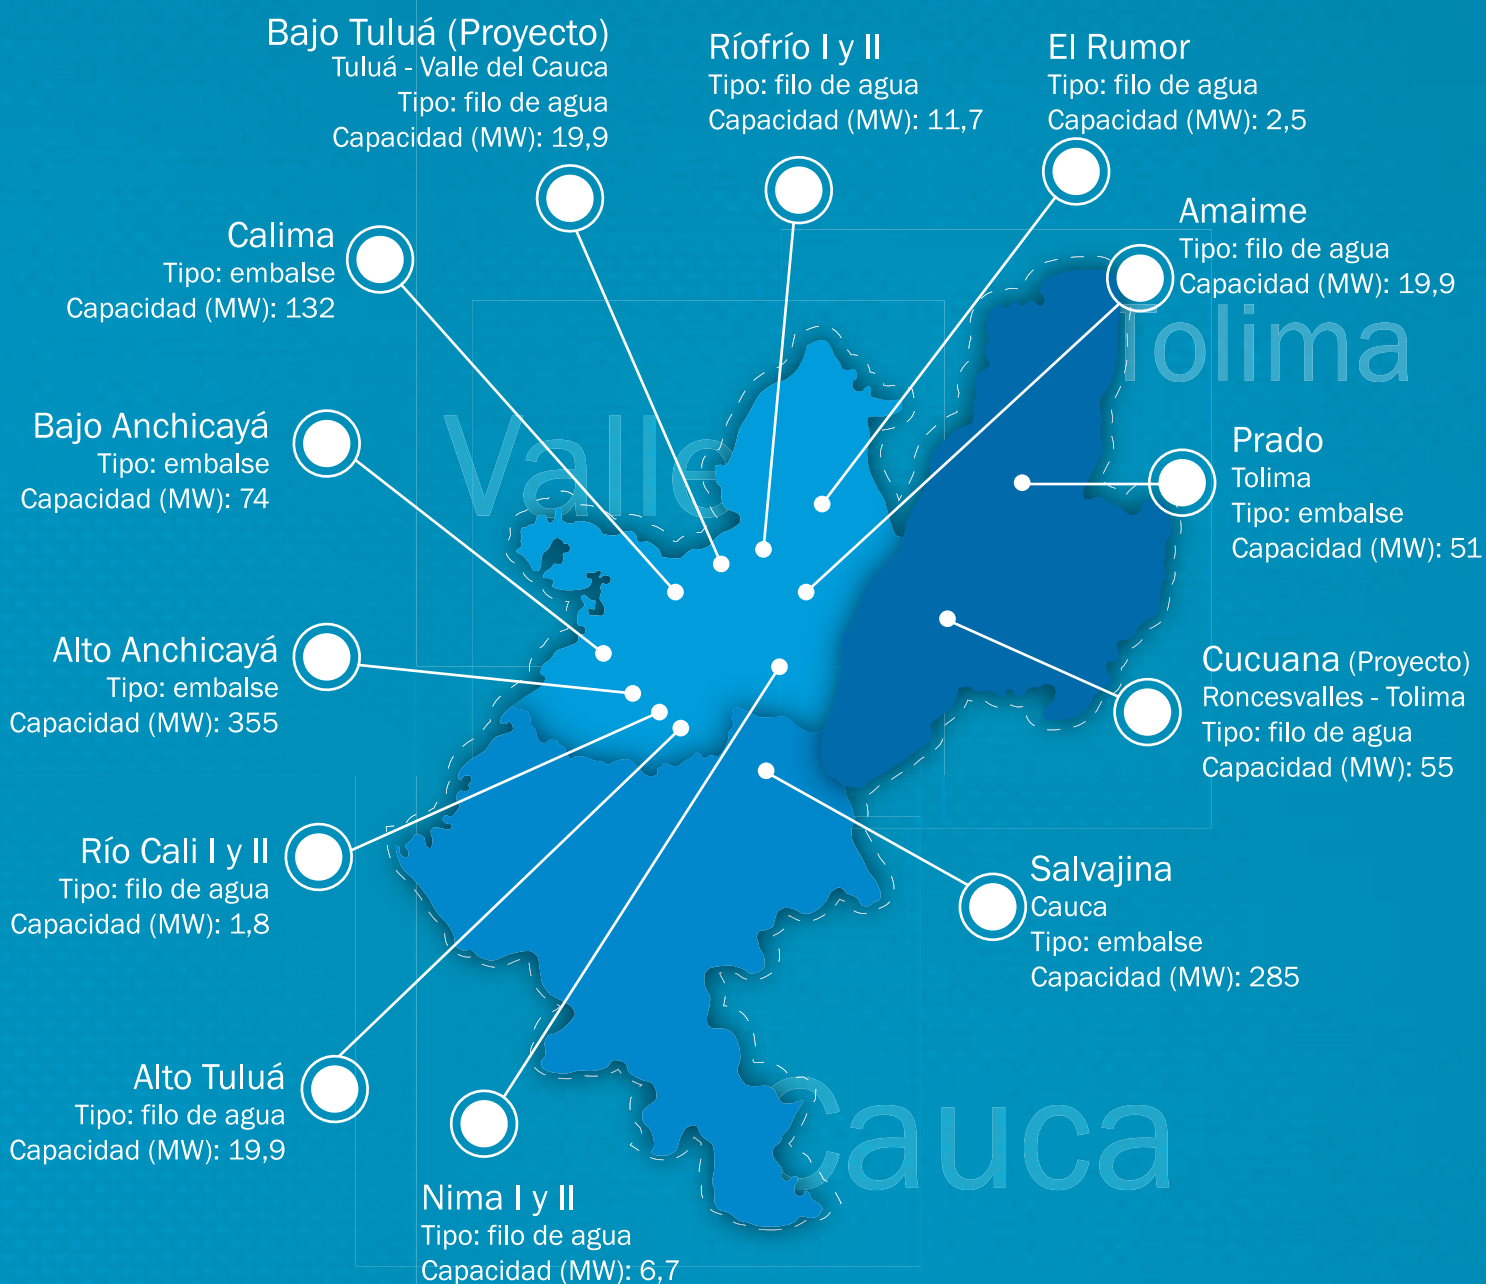 Bajo Tuluá (Proyecto)
Tuluá - Valle del Cauca
Tipo: filo de agua
Capacidad (MW): 19,9
Ríofrío I y II
Tipo: filo de agua
Capacidad (MW): 11,7
El Rumor
Tipo: filo de agua
Capacidad (MW): 2,5
Amaime
Tipo: filo de agua
Capacidad (MW): 19,9
Calima
Tipo: embalse
Capacidad (MW): 132
Tolima
Valle
Bajo Anchicayá
Tipo: embalse
Capacidad (MW): 74
Prado
Tolima
Tipo: embalse
Capacidad (MW): 51
Alto Anchicayá
Tipo: embalse
Capacidad (MW): 355
Cucuana (Proyecto)
Roncesvalles - Tolima
Tipo: filo de agua
Capacidad (MW): 55
Río Cali I y II
Tipo: filo de agua
Capacidad (MW): 1,8
Salvajina
Cauca
Tipo: embalse
Capacidad (MW): 285
Alto Tuluá
Tipo: filo de agua
Capacidad (MW): 19,9
Cauca
Nima I y II
Tipo: filo de agua
Capacidad (MW): 6,7